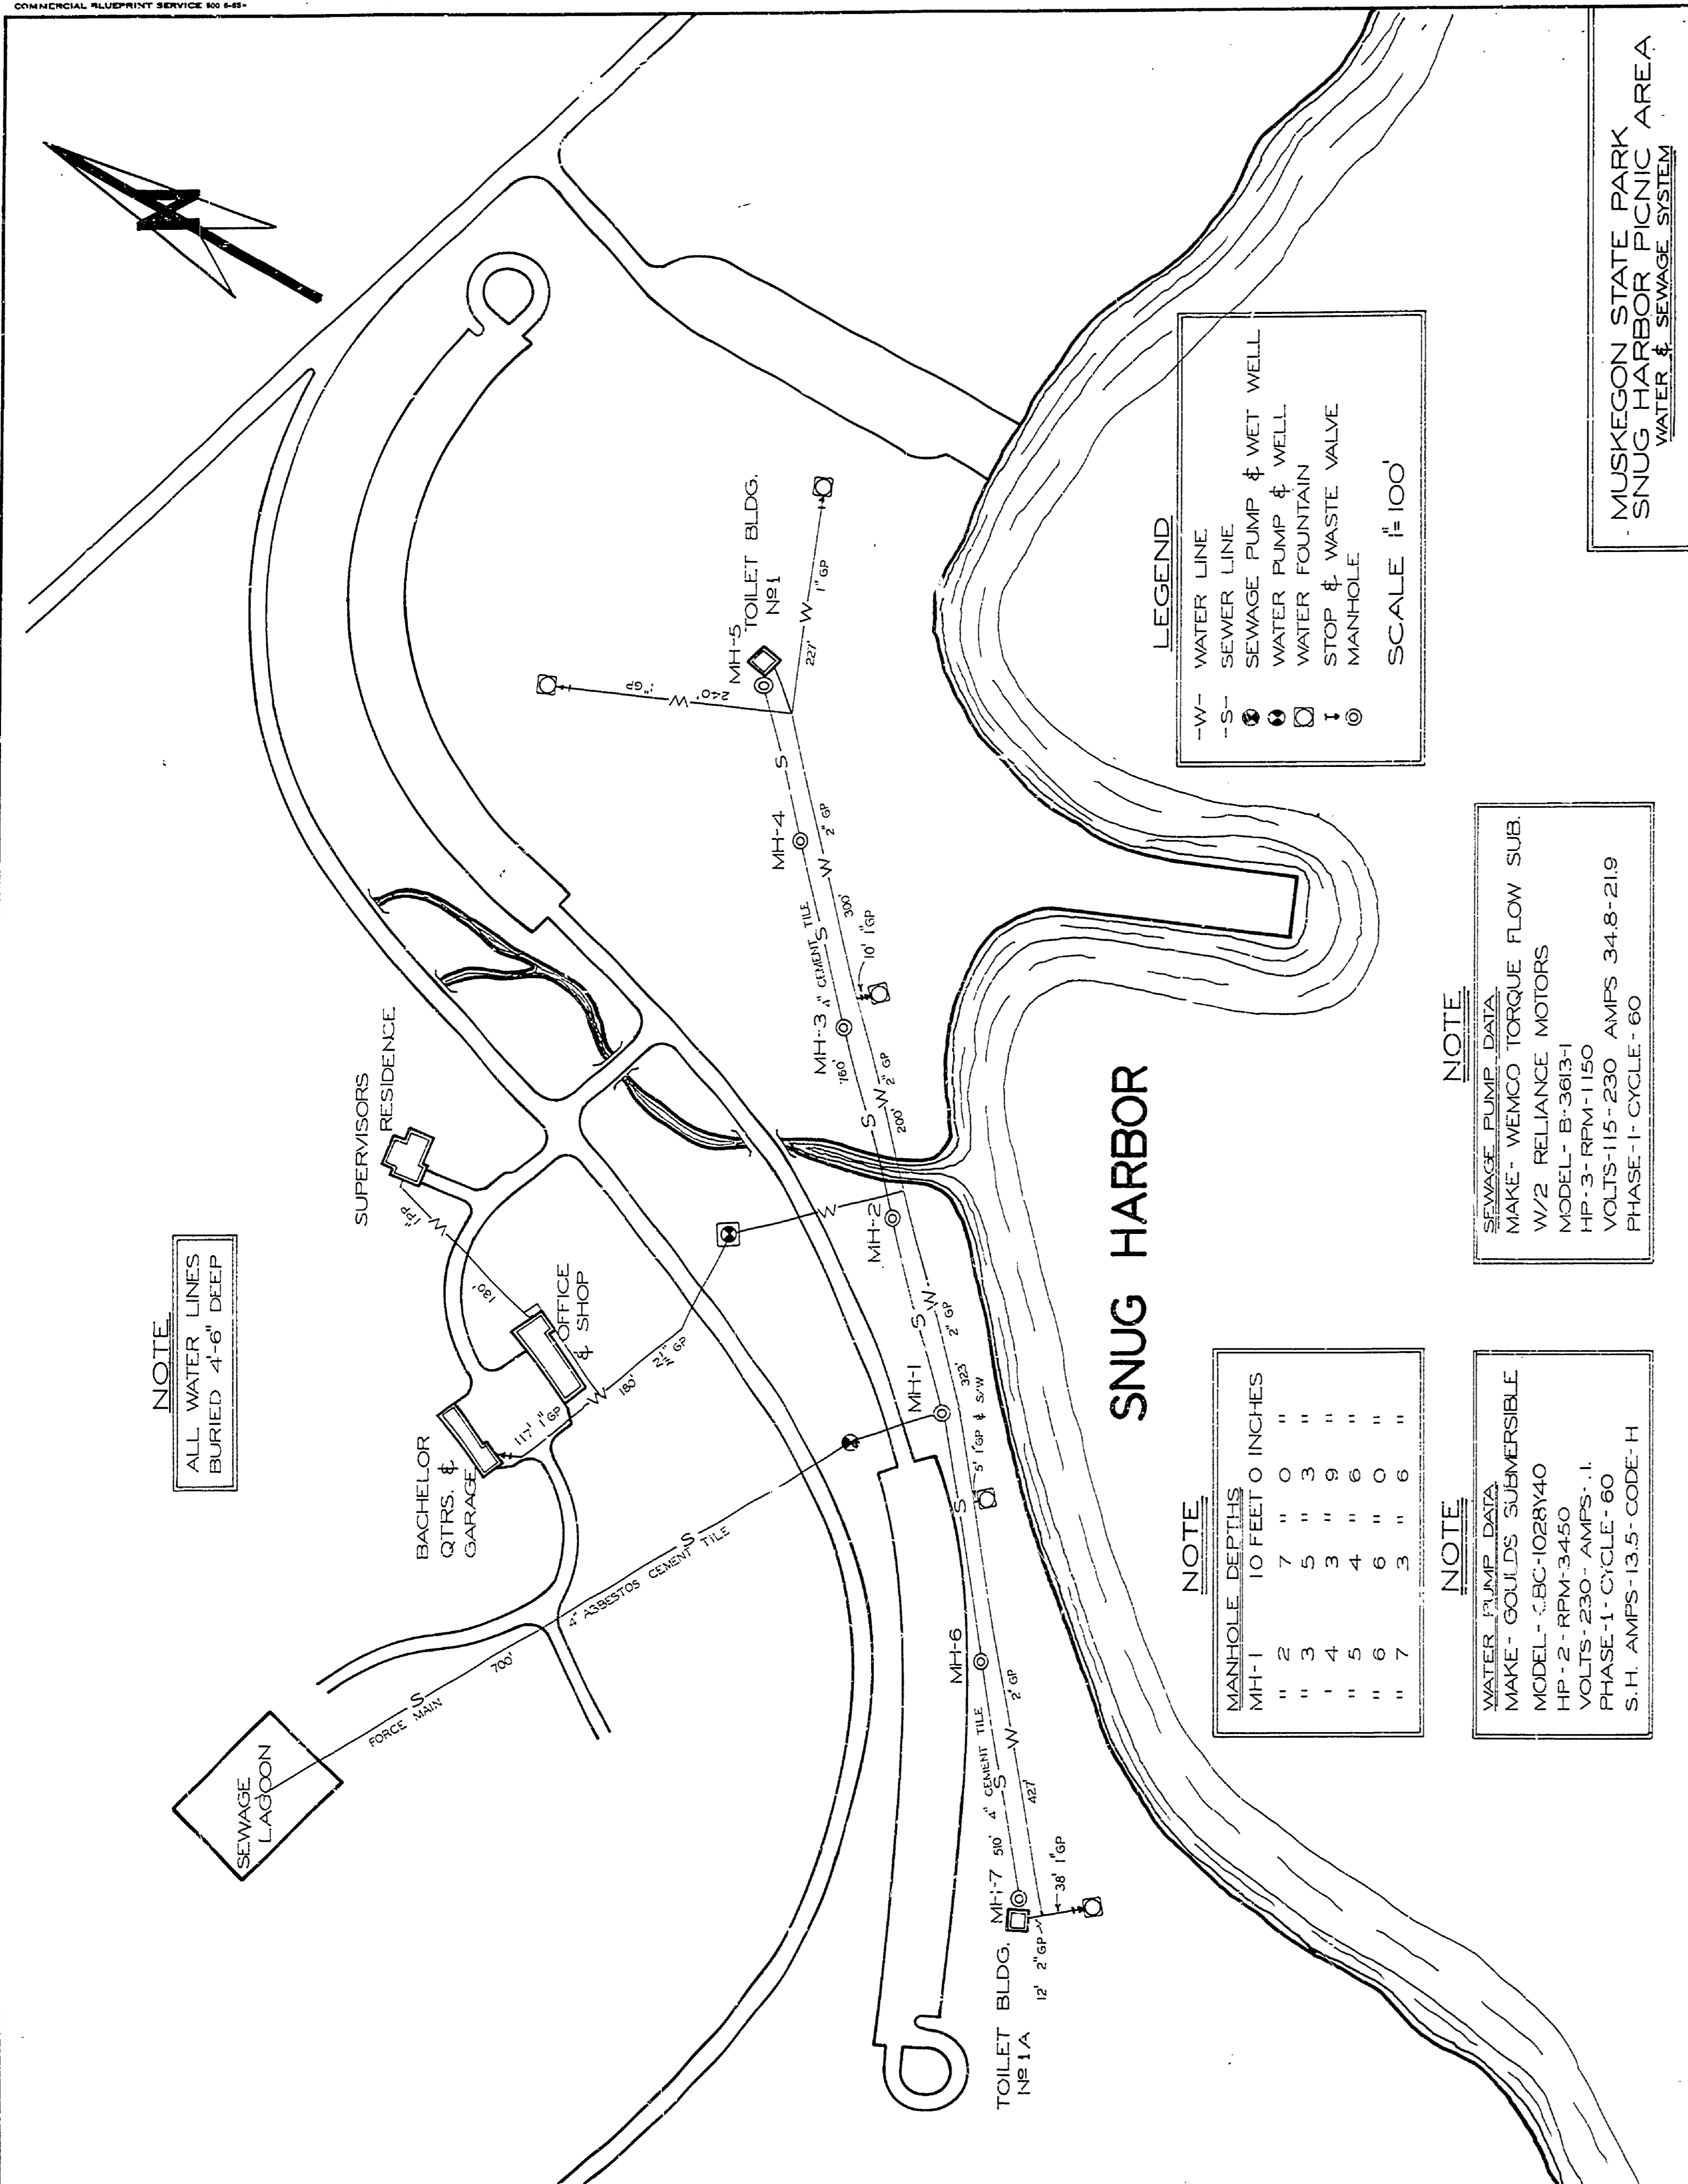 COMMERCIAL BLUEPRINT SERVICE 500 6-65-
NOTE
ALL WATER LINES
BURIED 4'-6" DEEP
SEWAGE
LAGOON
FORCE MAIN
S
700'
4" ASBESTOS CEMENT TILE
S
BACHELOR
QTRS. &
GARAGE
117' 1" GP
W
180'
2½" GP
OFFICE
&
SHOP
180'
W
1" PP
SUPERVISORS
RESIDENCE
W
TOILET BLDG.
Nº 1A
12' 2" GP
38' 1" GP
MH-7
510' 4" CEMENT TILE
S
427'
W
2" GP
MH-6
S
5' 1" GP & S/W
MH-1
323'
S
W
2" GP
MH-2
200'
S
W
2" GP
760'
MH-3
4" CEMENT TILE
S
10' 1" GP
300'
W
2" GP
MH-4
S
MH-5
TOILET BLDG.
Nº 1
240'
W
1" GP
227'
W
1" GP
SNUG HARBOR
NOTE
MANHOLE DEPTHS
MH-1 10 FEET 0 INCHES
" 2 7 " 0 "
" 3 5 " 3 "
" 4 3 " 9 "
" 5 4 " 6 "
" 6 6 " 0 "
" 7 3 " 6 "
NOTE
WATER PUMP DATA
MAKE - GOULDS SUBMERSIBLE
HP - 2 - RPM - 3450
VOLTS - 230 - AMPS -
PHASE - 1 - CYCLE - 60
S.H. AMPS - 13.5 - CODE - H
NOTE
SEWAGE PUMP DATA
MAKE - WEMCO TORQUE FLOW SUB.
W/2 RELIANCE MOTORS
MODEL - B-3613-1
HP - 3 - RPM - 1150
VOLTS - 115 - 230 AMPS 34.8 - 21.9
PHASE - 1 - CYCLE - 60
LEGEND
-W- WATER LINE
-S- SEWER LINE
SEWAGE PUMP & WET WELL
WATER PUMP & WELL
WATER FOUNTAIN
STOP & WASTE VALVE
MANHOLE
SCALE 1"=100'
MUSKEGON STATE PARK
SNUG HARBOR PICNIC AREA
WATER & SEWAGE SYSTEM